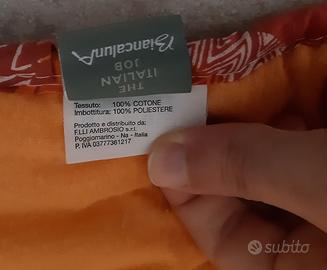 BiancalunA
THE
ITALIAN
JOB
Tessuto: 100% COTONE
Imbottitura: 100% POLIESTERE
Prodotto e distribuito da:
F.LLI AMBROSIO s.r.l.
Poggiomarino - Na - Italia
P. IVA 03777361217
subito